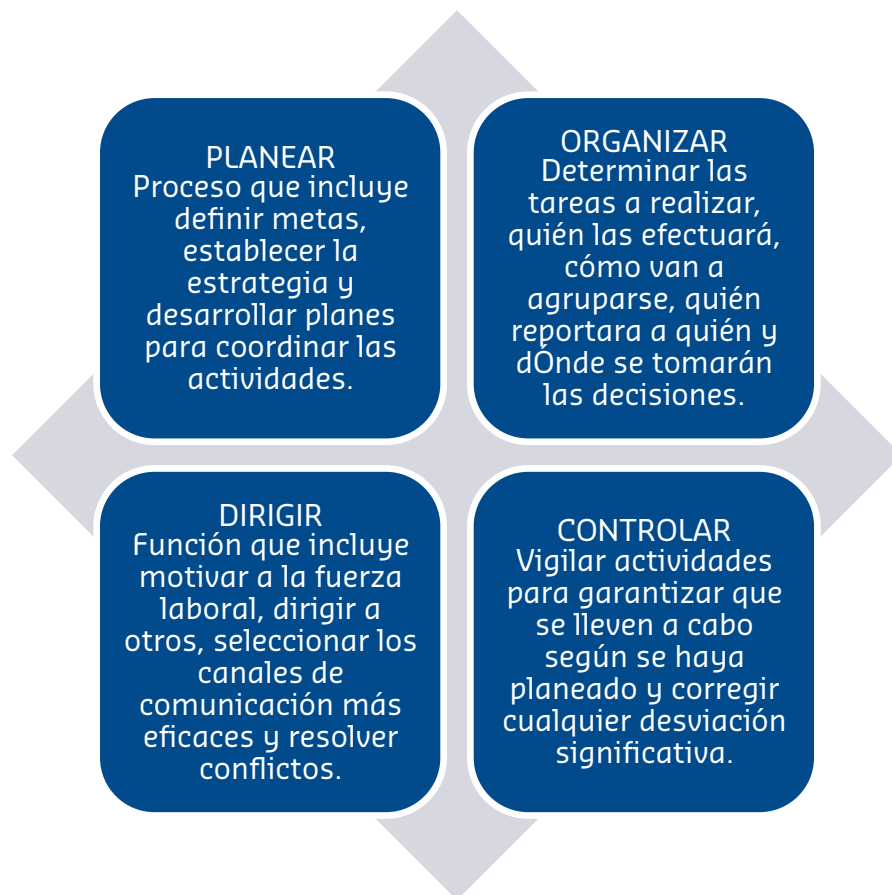 PLANEAR
Proceso que incluye
definir metas,
establecer la
estrategia y
desarrollar planes
para coordinar las
actividades.
ORGANIZAR
Determinar las
tareas a realizar,
quién las efectuará,
cómo van a
agruparse, quién
reportara a quién y
dÓnde se tomarán
las decisiones.
DIRIGIR
Función que incluye
motivar a la fuerza
laboral, dirigir a
otros, seleccionar los
canales de
comunicación más
eficaces y resolver
conflictos.
CONTROLAR
Vigilar actividades
para garantizar que
se lleven a cabo
según se haya
planeado y corregir
cualquier desviación
significativa.